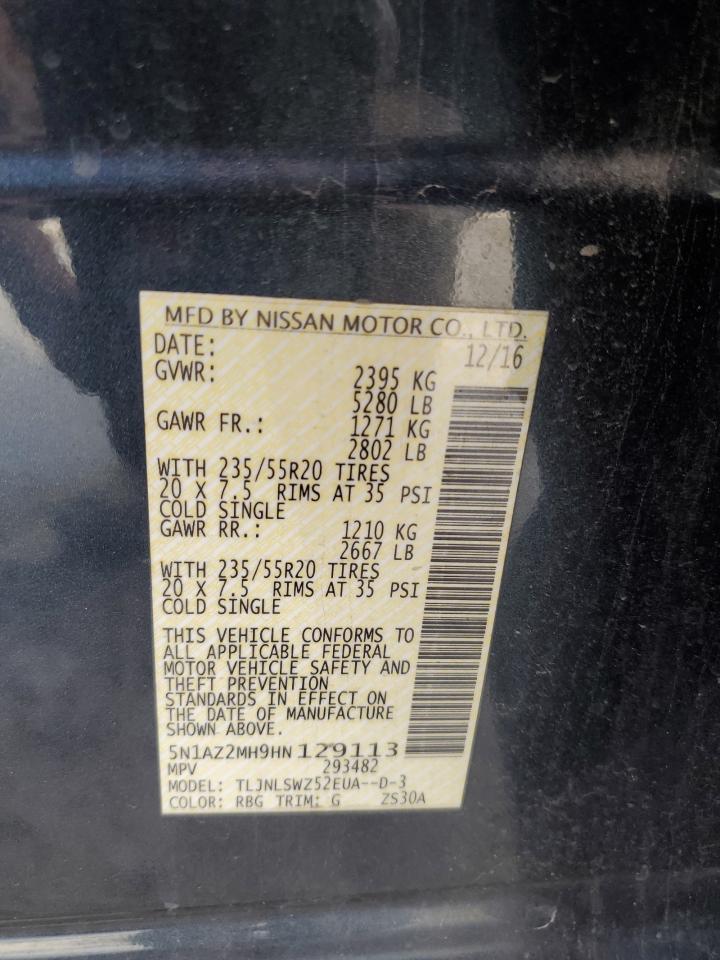 MFD BY NISSAN MOTOR CO., LTD.
DATE: 12/16
GVWR: 2395 KG
5280 LB
GAWR FR.: 1271 KG
2802 LB
WITH 235/55R20 TIRES
20 X 7.5 RIMS AT 35 PSI
COLD SINGLE
GAWR RR.: 1210 KG
2667 LB
WITH 235/55R20 TIRES
20 X 7.5 RIMS AT 35 PSI
COLD SINGLE
THIS VEHICLE CONFORMS TO
ALL APPLICABLE FEDERAL
MOTOR VEHICLE SAFETY AND
THEFT PREVENTION
STANDARDS IN EFFECT ON
THE DATE OF MANUFACTURE
SHOWN ABOVE.
5N1AZ2MH9HN129113
MPV 293482
MODEL: TLJNLSWZ52EUA--D-3
COLOR: RBG TRIM: G ZS30A